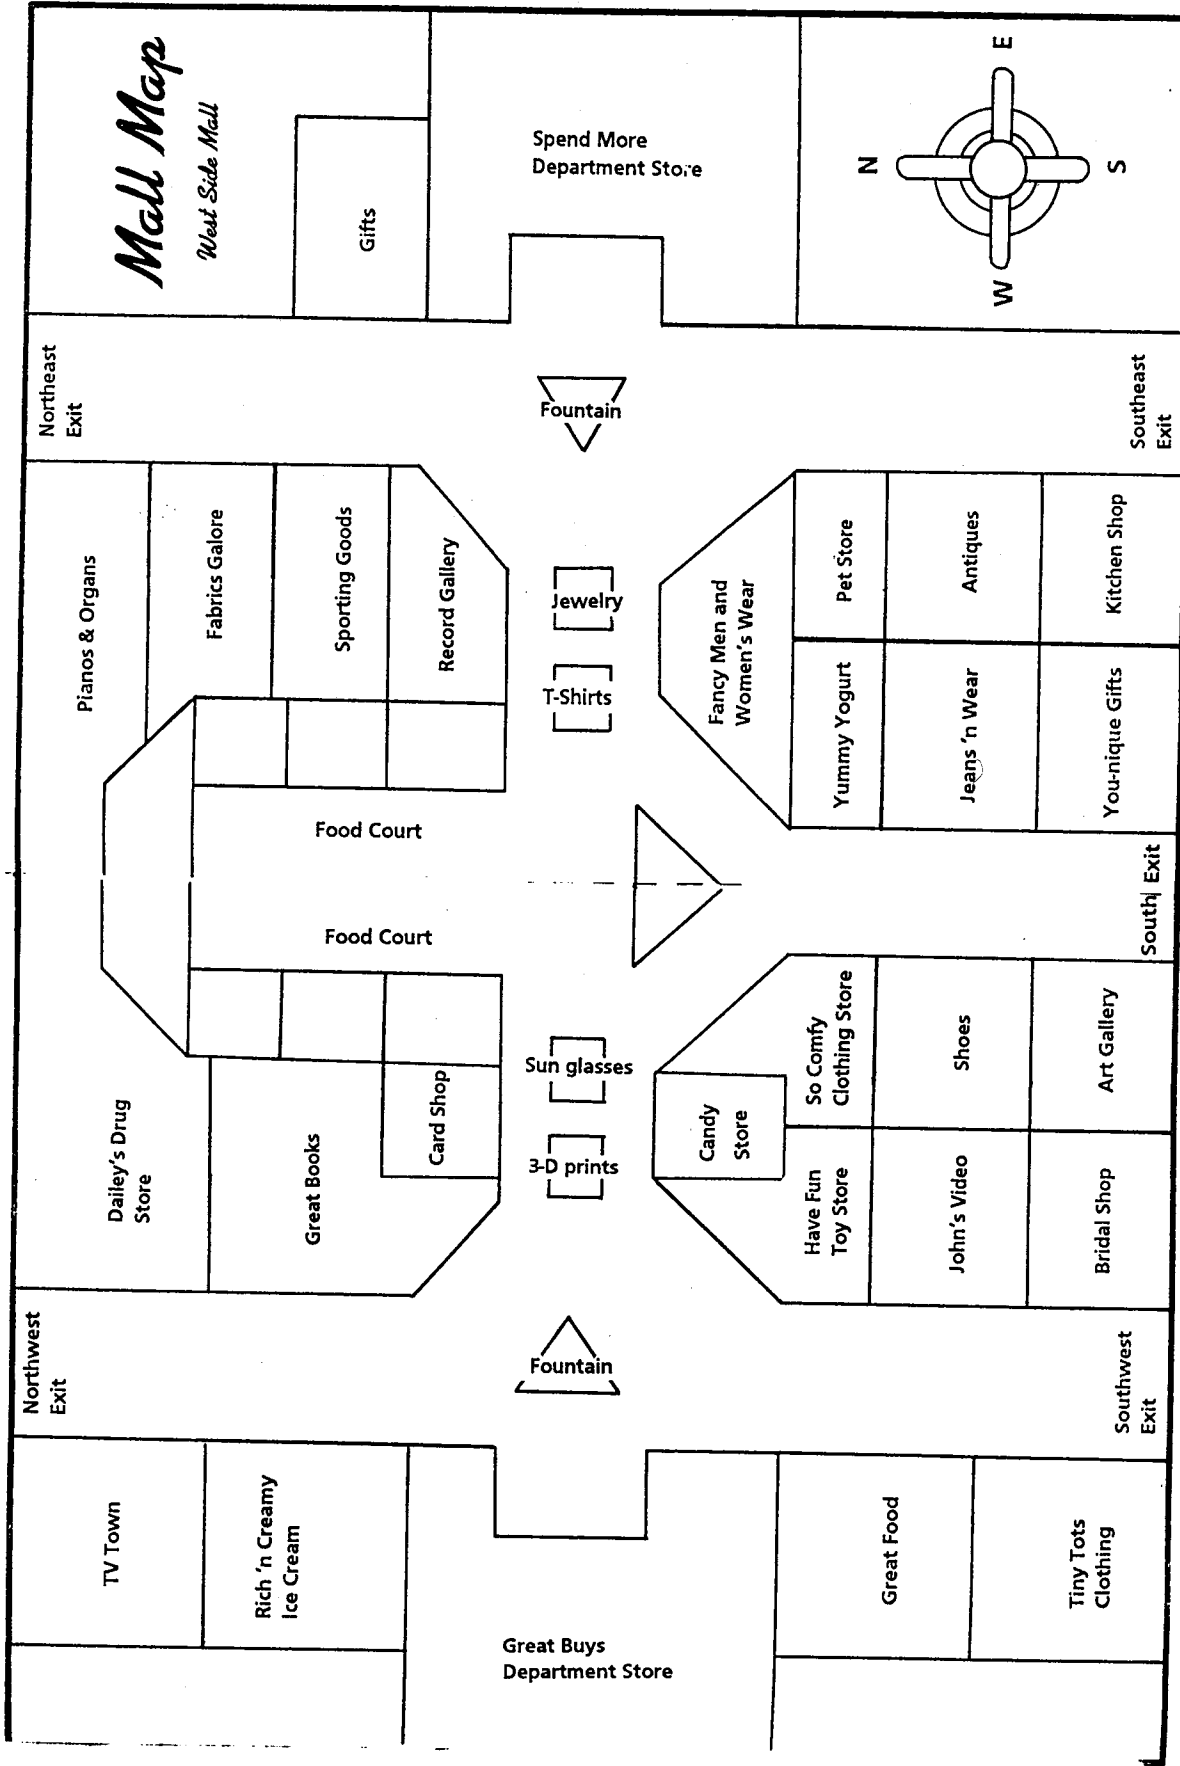 Mall Map
West Side Mall
Gifts
Spend More
Department Store
N
E
S
W
Northeast
Exit
Fountain
Southeast
Exit
Pianos & Organs
Fabrics Galore
Sporting Goods
Record Gallery
Jewelry
T-Shirts
Fancy Men and
Women's Wear
Pet Store
Antiques
Kitchen Shop
Yummy Yogurt
Jeans 'n Wear
You-nique Gifts
Food Court
Food Court
South Exit
Dailey's Drug
Store
Great Books
Card Shop
Sun glasses
3-D prints
Candy
Store
So Comfy
Clothing Store
Shoes
Art Gallery
Have Fun
Toy Store
John's Video
Bridal Shop
Northwest
Exit
Fountain
Southwest
Exit
TV Town
Rich 'n Creamy
Ice Cream
Great Buys
Department Store
Great Food
Tiny Tots
Clothing